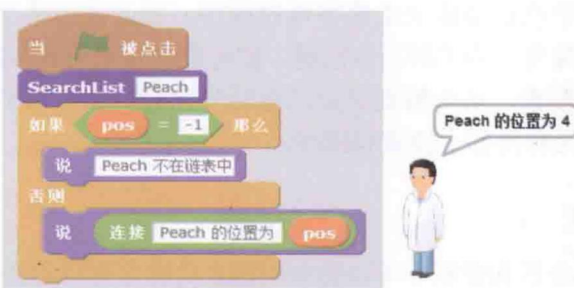 当 被点击
SearchList Peach
如果 pos = -1 那么
说 Peach 不在链表中
否则
说 连接 Peach 的位置为 pos
Peach 的位置为 4